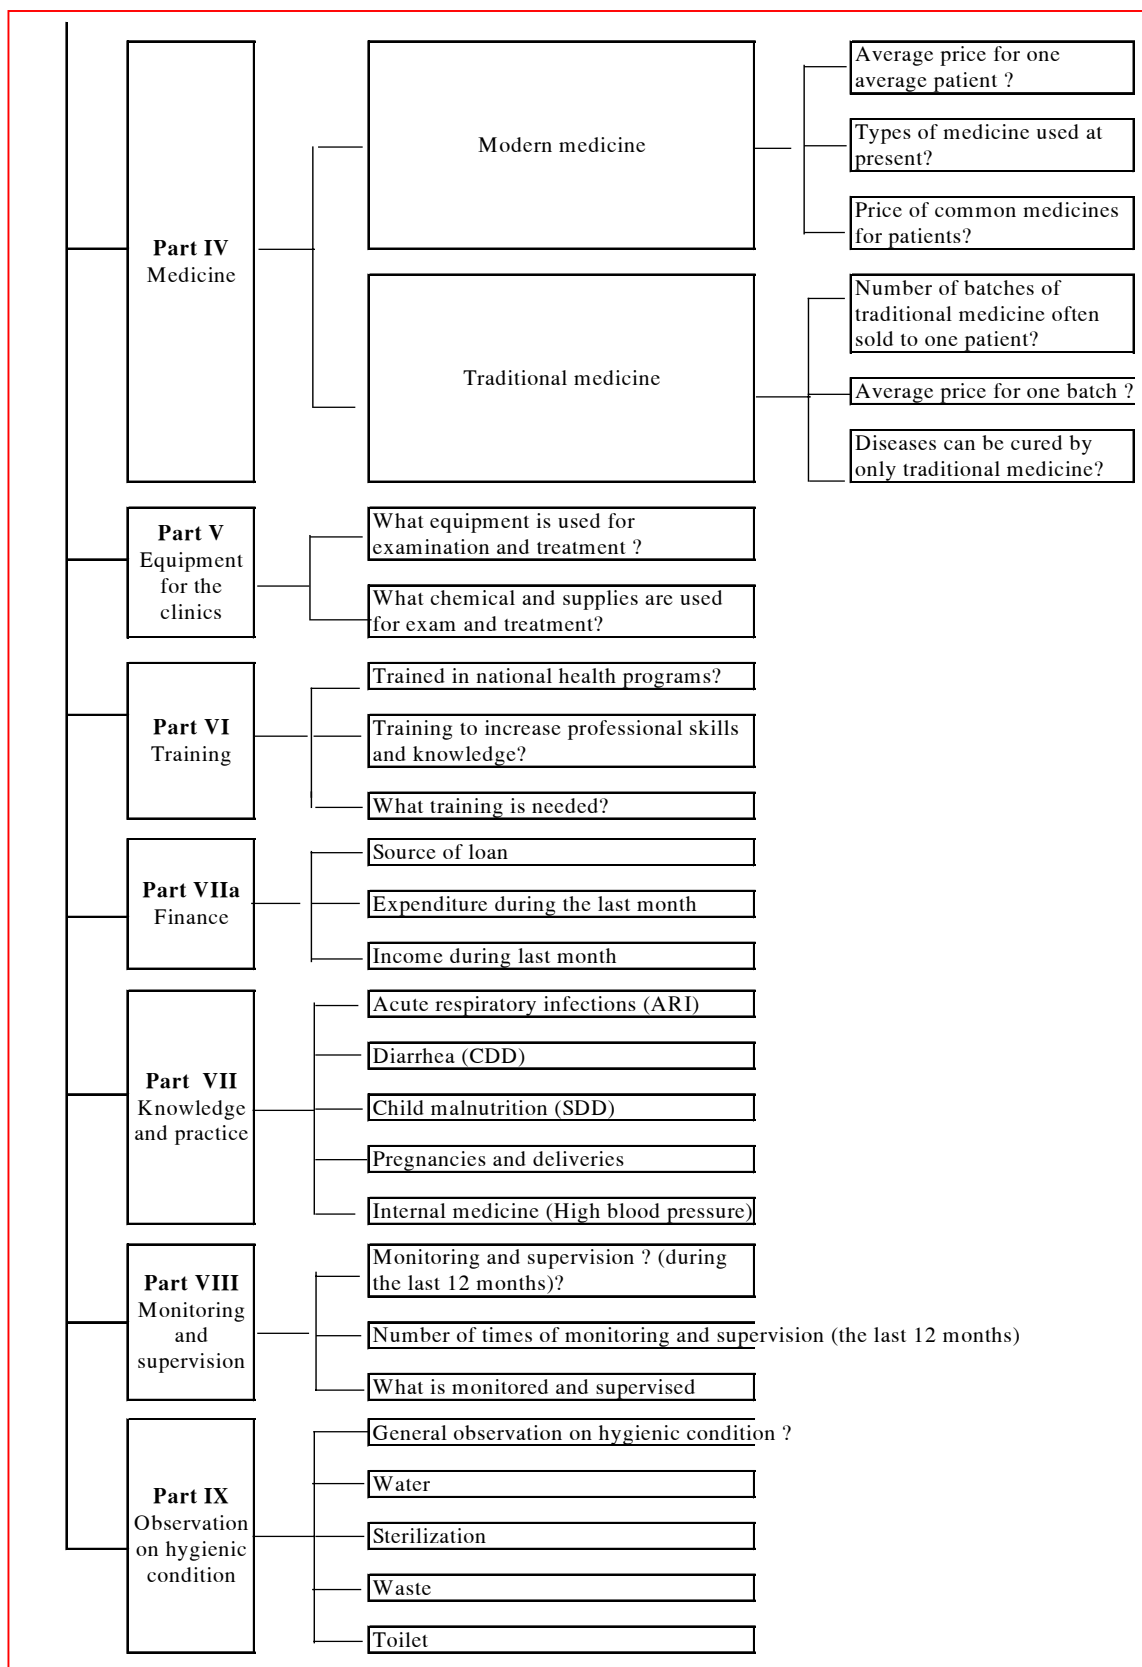 Part IV
Medicine
Modern medicine
Average price for one
average patient ?
Types of medicine used at
present?
Price of common medicines
for patients?
Traditional medicine
Number of batches of
traditional medicine often
sold to one patient?
Average price for one batch ?
Diseases can be cured by
only traditional medicine?
Part V
Equipment
for the
clinics
What equipment is used for
examination and treatment ?
What chemical and supplies are used
for exam and treatment?
Part VI
Training
Trained in national health programs?
Training to increase professional skills
and knowledge?
What training is needed?
Part VIIa
Finance
Source of loan
Expenditure during the last month
Income during last month
Part VII
Knowledge
and practice
Acute respiratory infections (ARI)
Diarrhea (CDD)
Child malnutrition (SDD)
Pregnancies and deliveries
Internal medicine (High blood pressure)
Part VIII
Monitoring
and
supervision
Monitoring and supervision ? (during
the last 12 months)?
Number of times of monitoring and supervision (the last 12 months)
What is monitored and supervised
Part IX
Observation
on hygienic
condition
General observation on hygienic condition ?
Water
Sterilization
Waste
Toilet